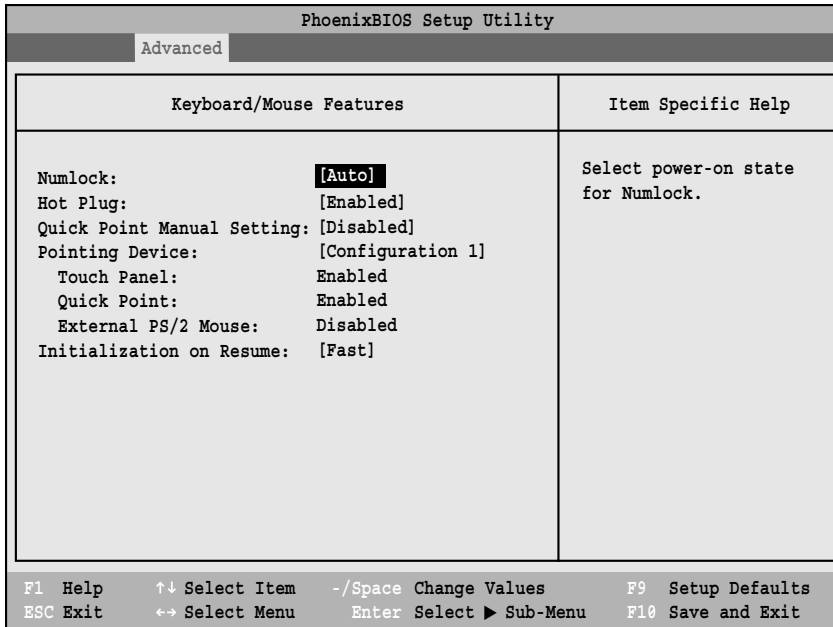 PhoenixBIOS Setup Utility
Advanced
Keyboard/Mouse Features
Item Specific Help
Numlock: [Auto]
Hot Plug: [Enabled]
Quick Point Manual Setting: [Disabled]
Pointing Device: [Configuration 1]
Touch Panel: Enabled
Quick Point: Enabled
External PS/2 Mouse: Disabled
Initialization on Resume: [Fast]
Select power-on state
for Numlock.
F1 Help ↑↓ Select Item -/Space Change Values F9 Setup Defaults
ESC Exit ←→ Select Menu Enter Select ▶ Sub-Menu F10 Save and Exit